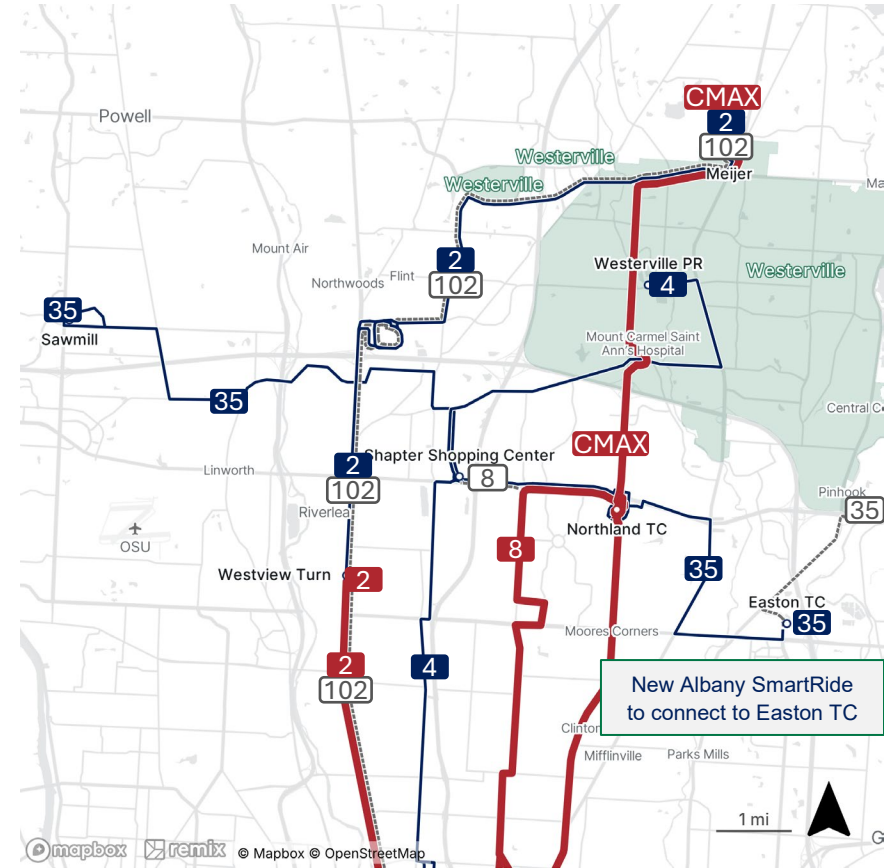 CMAX
2
102
Powell
Westerville
Meijer
Westerville
Mount Air
2
Westerville PR
Westerville
Northwoods
Flint
102
4
35
Sawmill
Mount Carmel Saint
Ann's Hospital
35
Central C
CMAX
Chapter Shopping Center
2
Linworth
8
102
Pinhook
Riverlea
35
Northland TC
OSU
8
Westview Turn
2
35
Easton TC
35
Moores Corners
2
4
102
New Albany SmartRide
to connect to Easton TC
Clinton
Mifflinville
Parks Mills
1 mi
mapbox
remix
© Mapbox © OpenStreetMap
G